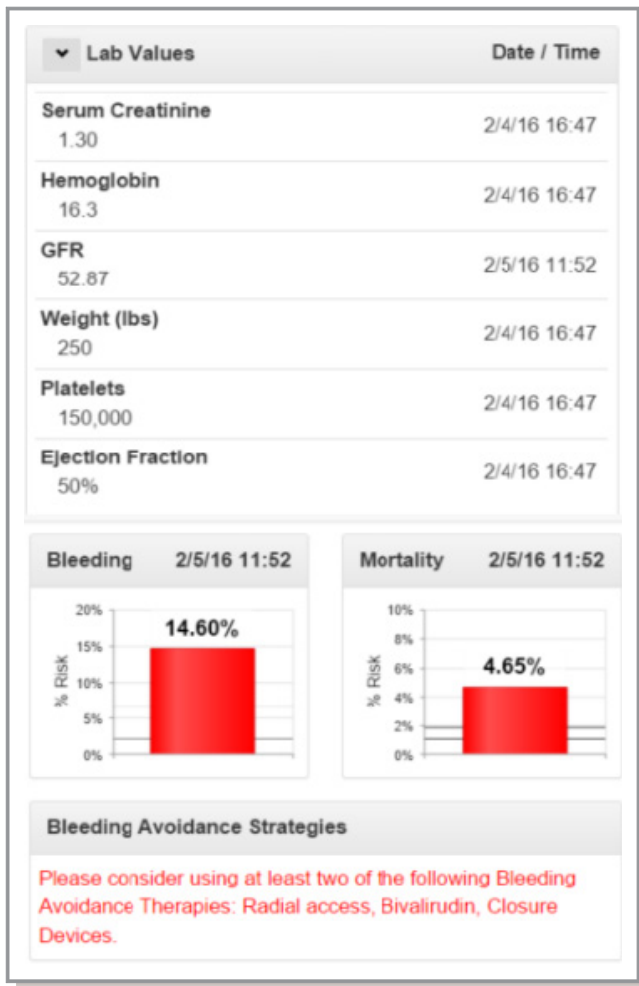 Lab Values Date / Time
Serum Creatinine
1.30 2/4/16 16:47
Hemoglobin
16.3 2/4/16 16:47
GFR
52.87 2/5/16 11:52
Weight (lbs)
250 2/4/16 16:47
Platelets
150,000 2/4/16 16:47
Ejection Fraction
50% 2/4/16 16:47
Bleeding 2/5/16 11:52
% Risk
20%
15%
10%
5%
0%
14.60%
Mortality 2/5/16 11:52
% Risk
10%
8%
6%
4%
2%
0%
4.65%
Bleeding Avoidance Strategies
Please consider using at least two of the following Bleeding
Avoidance Therapies: Radial access, Bivalirudin, Closure
Devices.